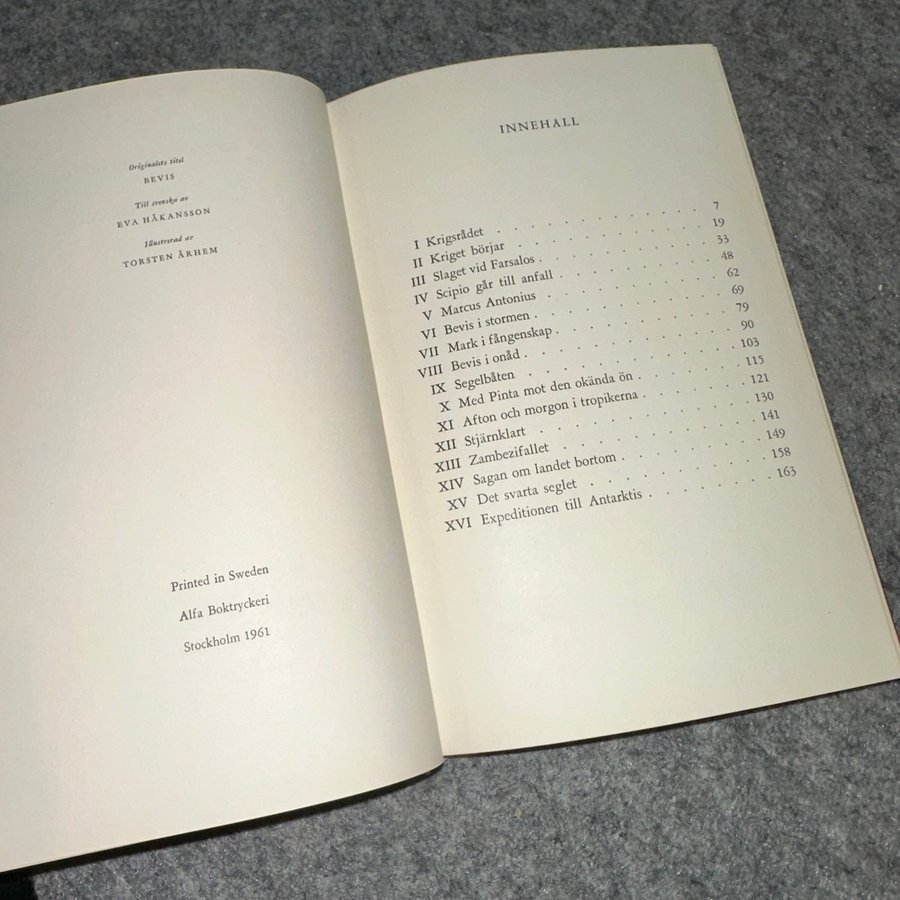 Originalets titel
BEVIS
Till svenska av
EVA HÅKANSSON
Illustrerad av
TORSTEN ÅRHEM
Printed in Sweden
Alfa Boktryckeri
Stockholm 1961
INNEHALL
I Krigsrådet . . . . . . . . . . . . 7
II Kriget börjar . . . . . . . . . . . 19
III Slaget vid Farsalos . . . . . . . . . . 33
IV Scipio går till anfall . . . . . . . . . 48
V Marcus Antonius . . . . . . . . . . 62
VI Bevis i stormen . . . . . . . . . . 69
VII Mark i fångenskap . . . . . . . . . 79
VIII Bevis i onåd . . . . . . . . . . . 90
IX Segelbåten . . . . . . . . . . . 103
X Med Pinta mot den okända ön . . . . . . 115
XI Afton och morgon i tropikerna . . . . . . 121
XII Stjärnklart . . . . . . . . . . . 130
XIII Zambezifallet . . . . . . . . . . 141
XIV Sagan om landet bortom . . . . . . . 149
XV Det svarta seglet . . . . . . . . . 158
XVI Expeditionen till Antarktis . . . . . . . 163